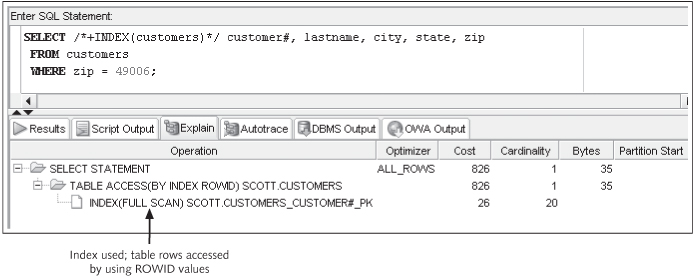 Enter SQL Statement:
SELECT /*+INDEX(customers)*/ customer#, lastname, city, state, zip
FROM customers
WHERE zip = 49006;
Results Script Output Explain Autotrace DBMS Output OWA Output
Operation Optimizer Cost Cardinality Bytes Partition Start
SELECT STATEMENT ALL_ROWS 826 1 35
TABLE ACCESS(BY INDEX ROWID) SCOTT.CUSTOMERS 826 1 35
INDEX(FULL SCAN) SCOTT.CUSTOMERS_CUSTOMER#_PK 26 20
Index used; table rows accessed
by using ROWID values